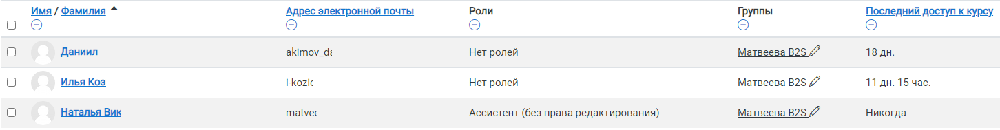 Имя / Фамилия Адрес электронной почты Роли Группы Последний доступ к курсу
Даниил akimov_da Нет ролей Матвеева B2S 18 дн.
Илья Коз i-kozic Нет ролей Матвеева B2S 11 дн. 15 час.
Наталья Вик matvee Ассистент (без права редактирования) Матвеева B2S Никогда